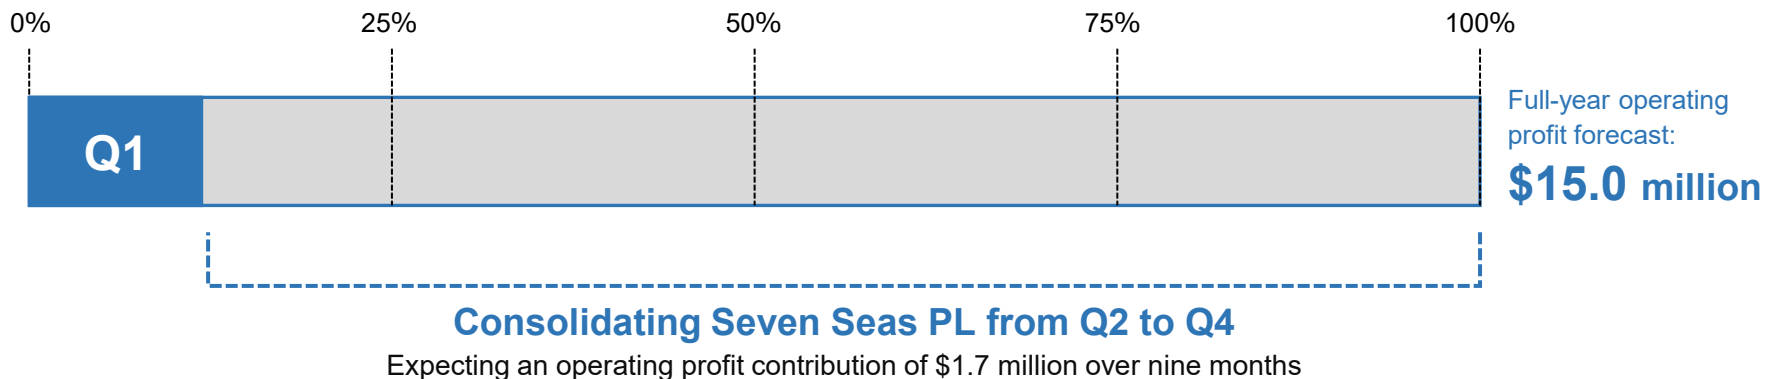 0% 25% 50% 75% 100%
Q1
Full-year operating
profit forecast:
$15.0 million
Consolidating Seven Seas PL from Q2 to Q4
Expecting an operating profit contribution of $1.7 million over nine months